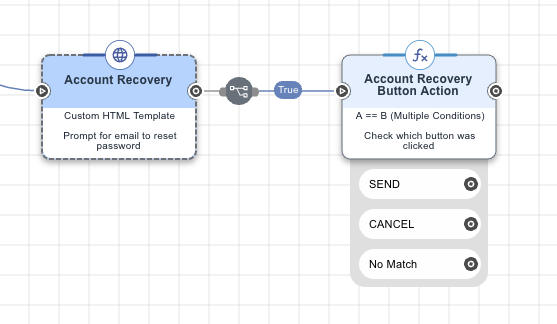 Account Recovery
Custom HTML Template
Prompt for email to reset
password
True
fx
Account Recovery
Button Action
A == B (Multiple Conditions)
Check which button was
clicked
SEND
CANCEL
No Match